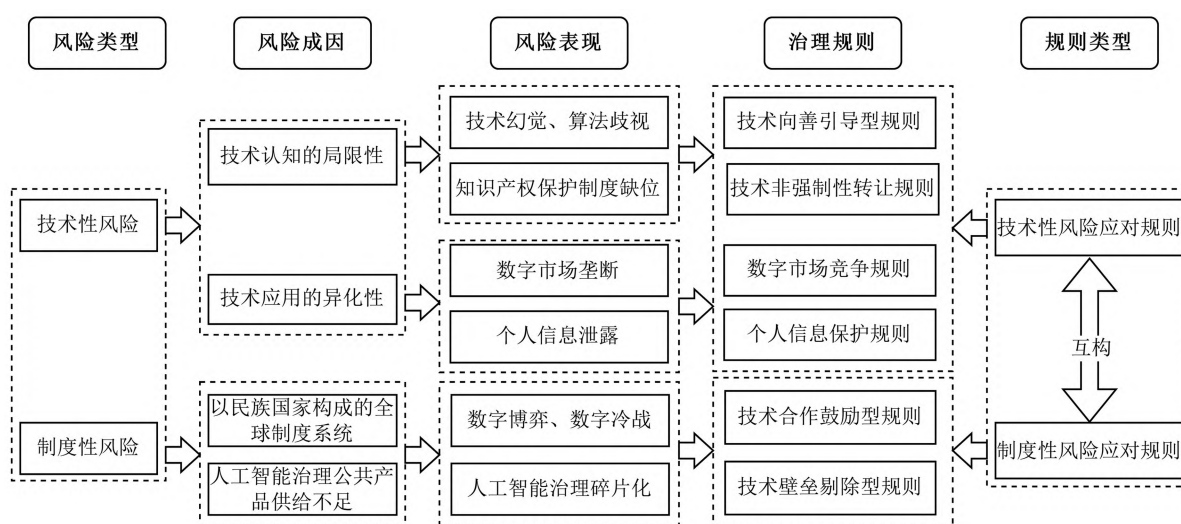 风险类型
风险成因
风险表现
治理规则
规则类型
技术性风险
制度性风险
技术认知的局限性
技术应用的异化性
以民族国家构成的全
球制度系统
人工智能治理公共产
品供给不足
技术幻觉、算法歧视
知识产权保护制度缺位
数字市场垄断
个人信息泄露
数字博弈、数字冷战
人工智能治理碎片化
技术向善引导型规则
技术非强制性转让规则
数字市场竞争规则
个人信息保护规则
技术合作鼓励型规则
技术壁垒剔除型规则
技术性风险应对规则
互构
制度性风险应对规则